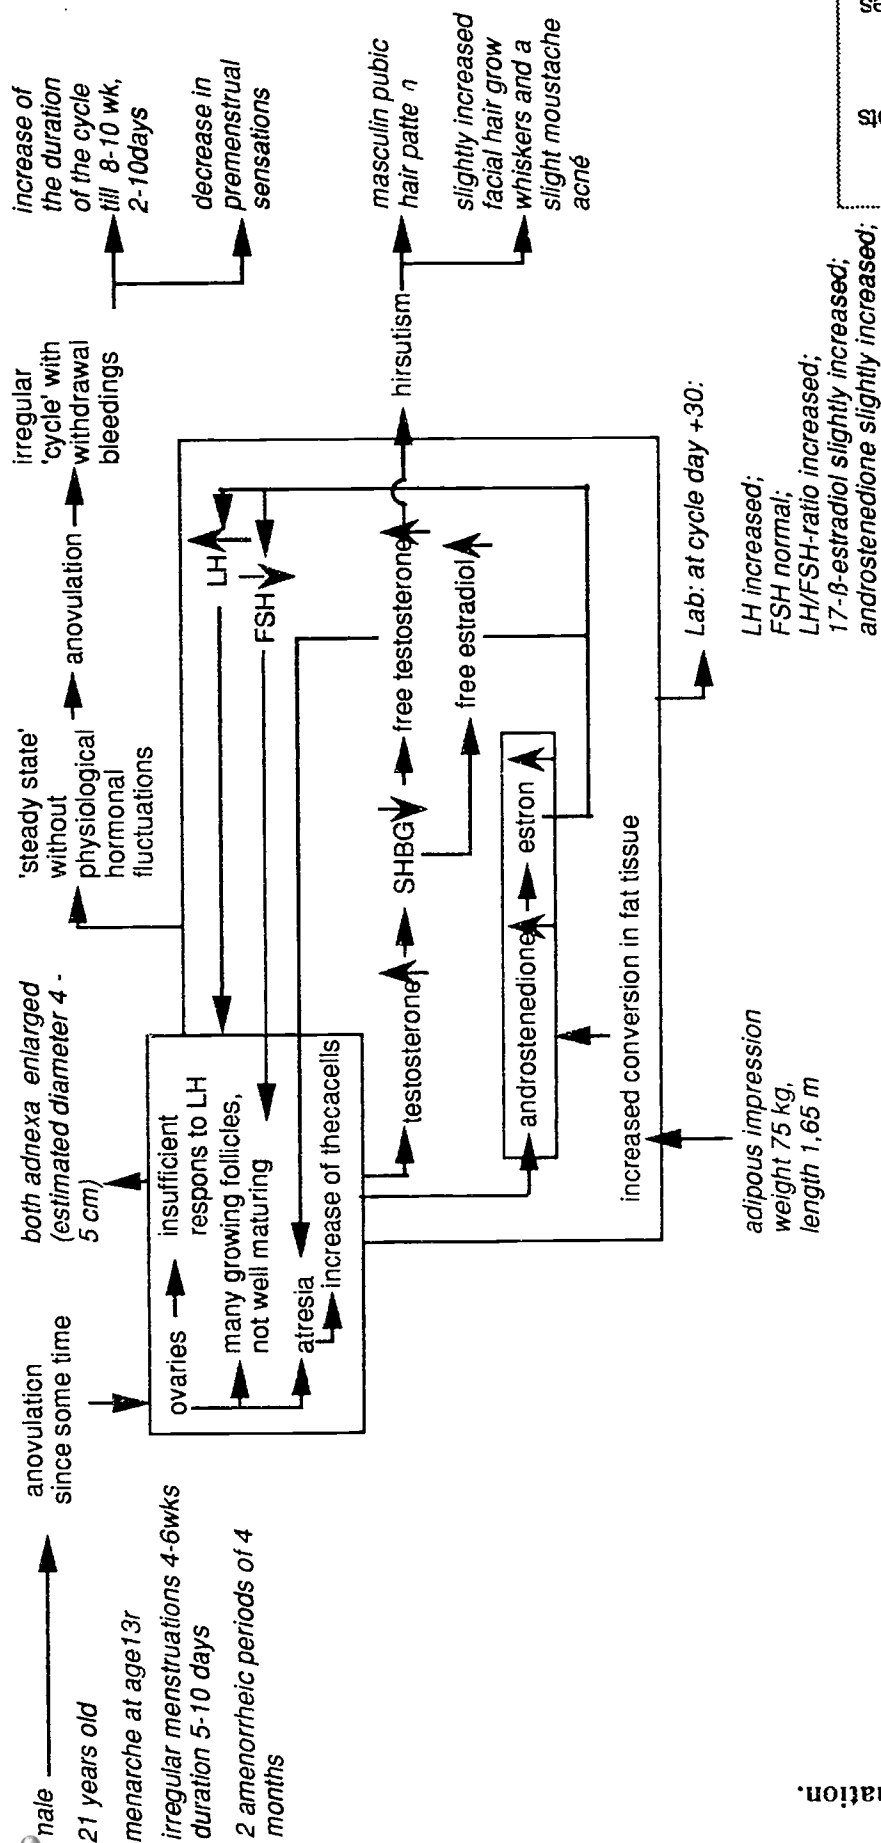 nale
21 years old
menarche at age13r
irregular menstruations 4-6wks
duration 5-10 days
2 amenorrheic periods of 4
months
anovulation
since some time
both adnexa enlarged
(estimated diameter 4 -
5 cm)
'steady state'
without
physiological
hormonal
fluctuations
anovulation
irregular
'cycle' with
withdrawal
bleedings
increase of
the duration
of the cycle
till 8-10 wk,
2-10days
decrease in
premenstrual
sensations
ovaries
insufficient
respons to LH
many growing follicles,
not well maturing
atresia
increase of thecacells
LH
FSH
testosterone
SHBG
free testosterone
free estradiol
hirsutism
masculin pubic
hair patte n
slightly increased
facial hair grow
whiskers and a
slight moustache
acné
androstenedione
estron
increased conversion in fat tissue
adipous impression
weight 75 kg,
length 1,65 m
Lab: at cycle day +30:
LH increased;
FSH normal;
LH/FSH-ratio increased;
17-ß-estradiol slightly increased;
androstenedione slightly increased;
nation.